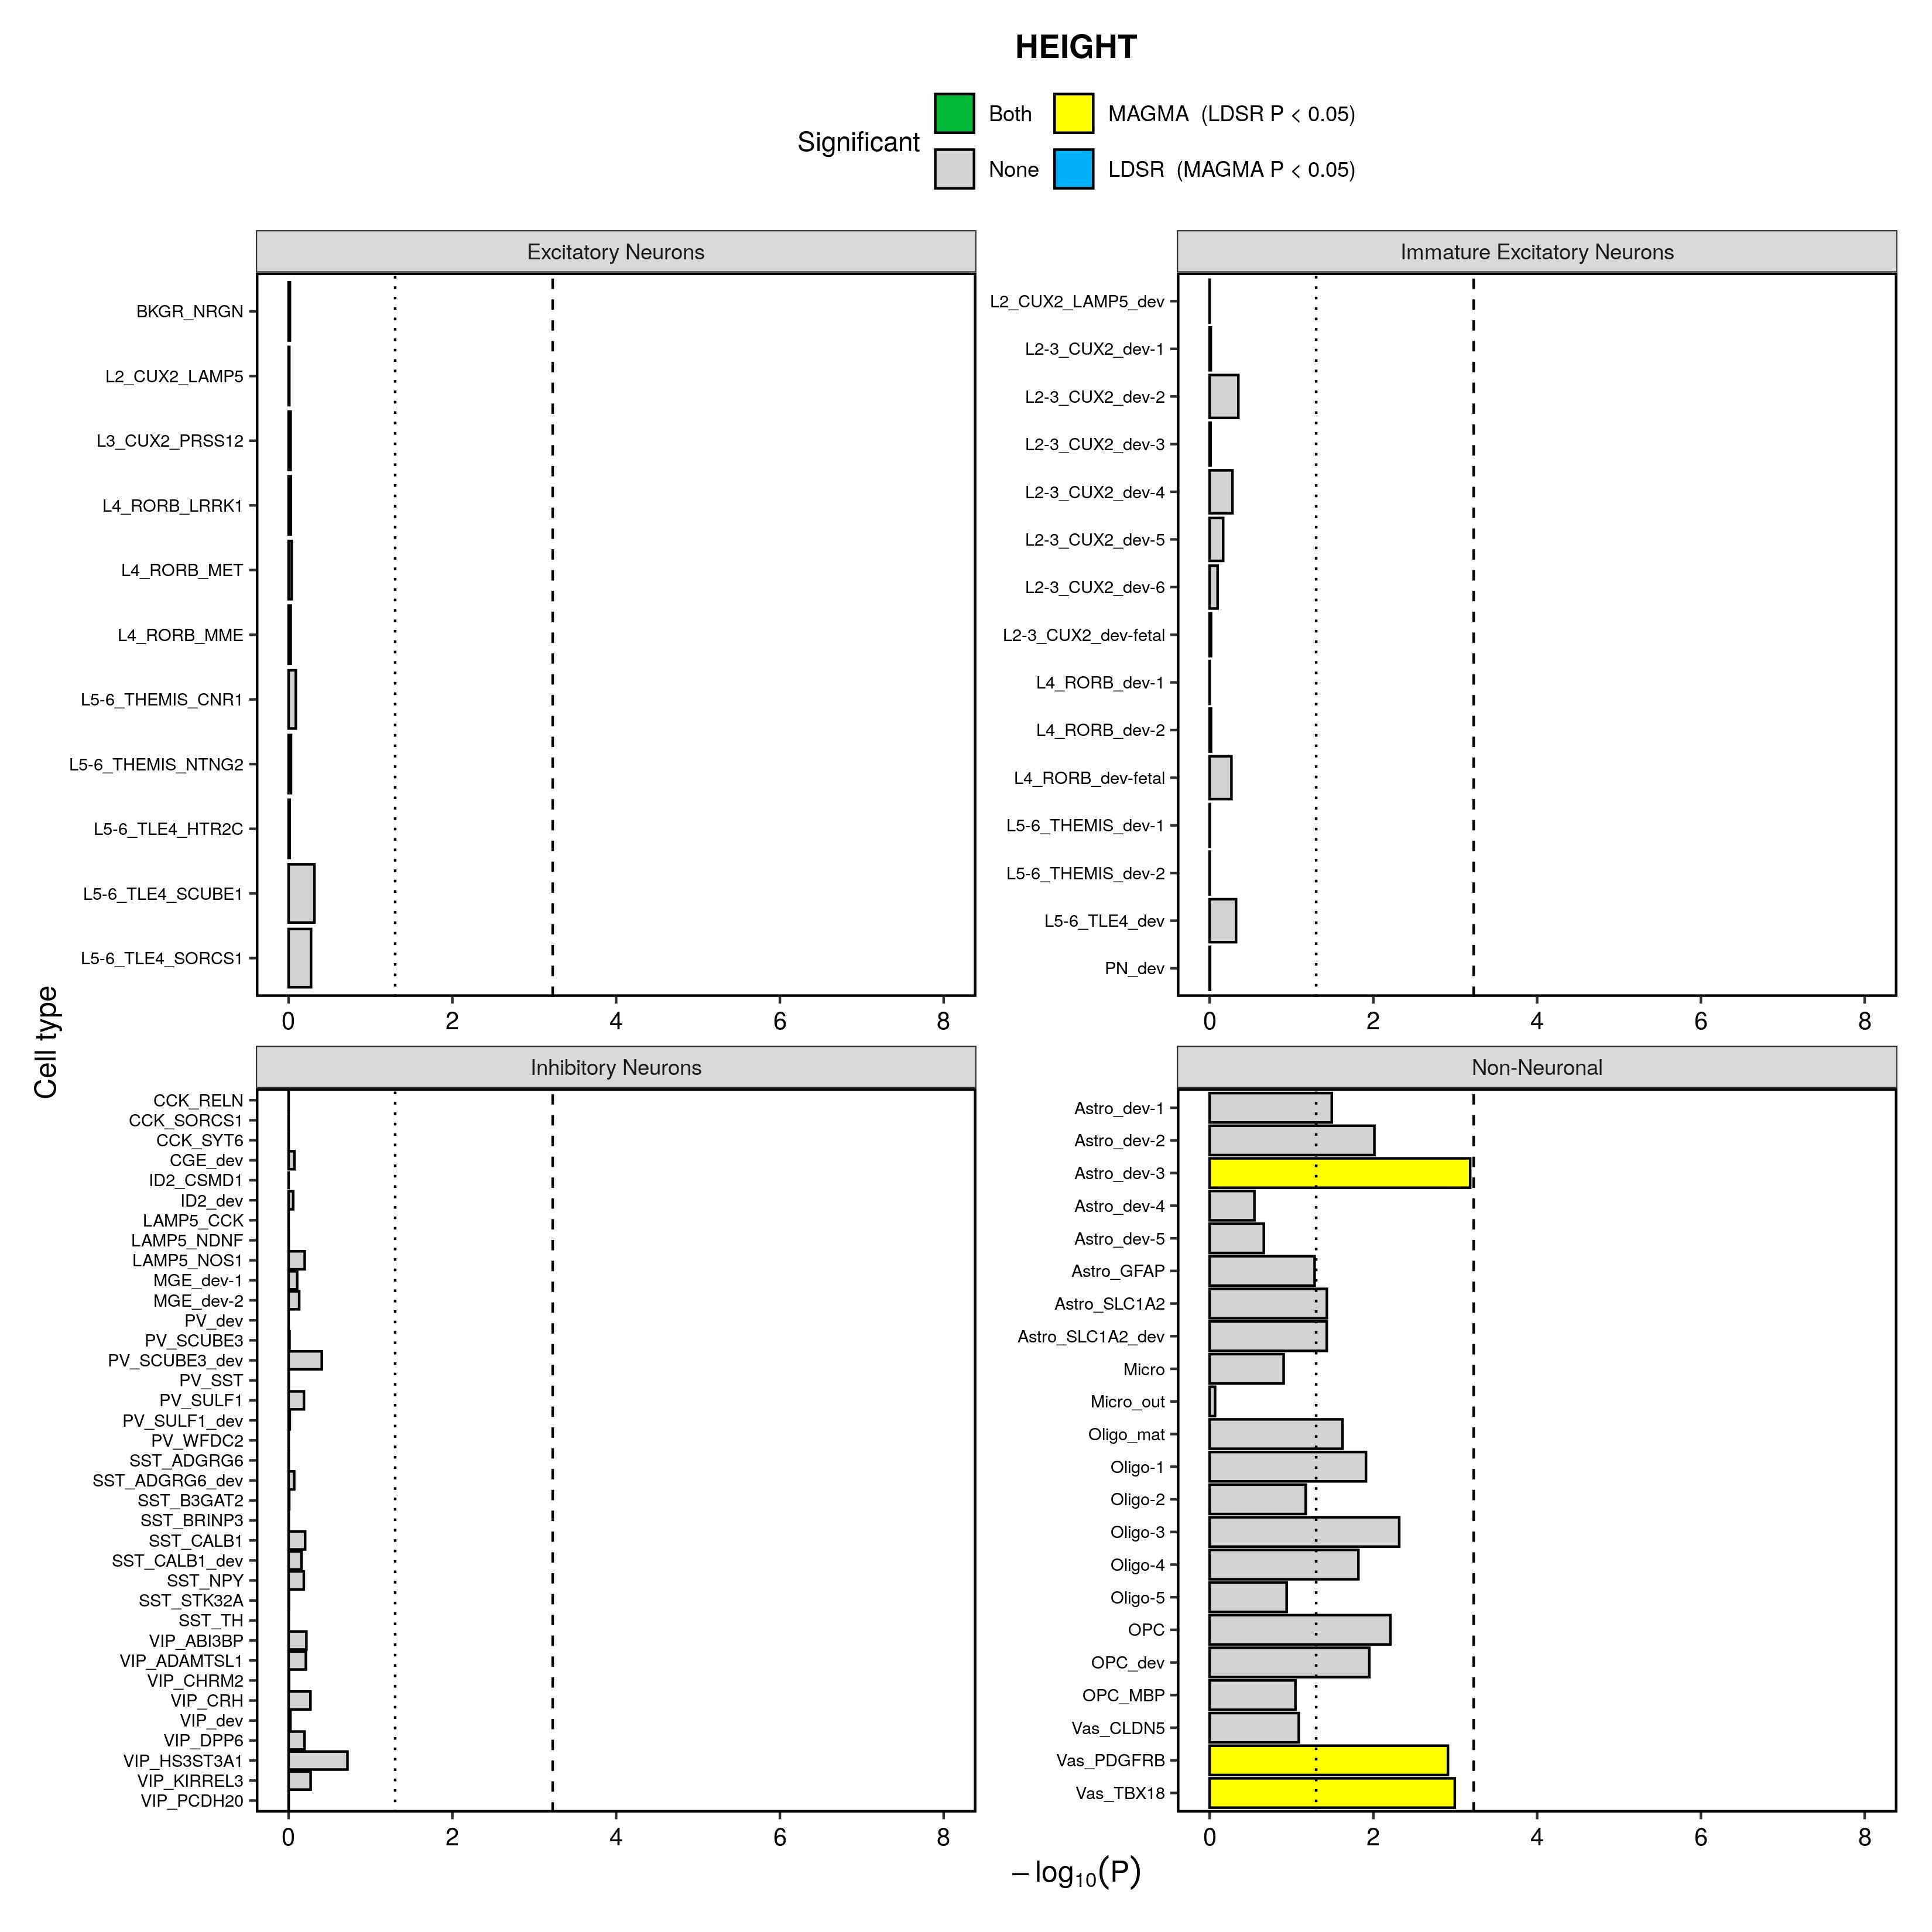 HEIGHT
Significant
Both
MAGMA (LDSR P < 0.05)
None
LDSR (MAGMA P < 0.05)
Excitatory Neurons
BKGR_NRGN
L2_CUX2_LAMP5
L3_CUX2_PRSS12
L4_RORB_LRRK1
L4_RORB_MET
L4_RORB_MME
L5-6_THEMIS_CNR1
L5-6_THEMIS_NTNG2
L5-6_TLE4_HTR2C
L5-6_TLE4_SCUBE1
L5-6_TLE4_SORCS1
0 2 4 6 8
Immature Excitatory Neurons
L2_CUX2_LAMP5_dev
L2-3_CUX2_dev-1
L2-3_CUX2_dev-2
L2-3_CUX2_dev-3
L2-3_CUX2_dev-4
L2-3_CUX2_dev-5
L2-3_CUX2_dev-6
L2-3_CUX2_dev-fetal
L4_RORB_dev-1
L4_RORB_dev-2
L4_RORB_dev-fetal
L5-6_THEMIS_dev-1
L5-6_THEMIS_dev-2
L5-6_TLE4_dev
PN_dev
0 2 4 6 8
Cell type
Inhibitory Neurons
CCK_RELN
CCK_SORCS1
CCK_SYT6
CGE_dev
ID2_CSMD1
ID2_dev
LAMP5_CCK
LAMP5_NDNF
LAMP5_NOS1
MGE_dev-1
MGE_dev-2
PV_dev
PV_SCUBE3
PV_SCUBE3_dev
PV_SST
PV_SULF1
PV_SULF1_dev
PV_WFDC2
SST_ADGRG6
SST_ADGRG6_dev
SST_B3GAT2
SST_BRINP3
SST_CALB1
SST_CALB1_dev
SST_NPY
SST_STK32A
SST_TH
VIP_ABI3BP
VIP_ADAMTSL1
VIP_CHRM2
VIP_CRH
VIP_dev
VIP_DPP6
VIP_HS3ST3A1
VIP_KIRREL3
VIP_PCDH20
0 2 4 6 8
Non-Neuronal
Astro_dev-1
Astro_dev-2
Astro_dev-3
Astro_dev-4
Astro_dev-5
Astro_GFAP
Astro_SLC1A2
Astro_SLC1A2_dev
Micro
Micro_out
Oligo_mat
Oligo-1
Oligo-2
Oligo-3
Oligo-4
Oligo-5
OPC
OPC_dev
OPC_MBP
Vas_CLDN5
Vas_PDGFRB
Vas_TBX18
0 2 4 6 8
−log₁₀(P)